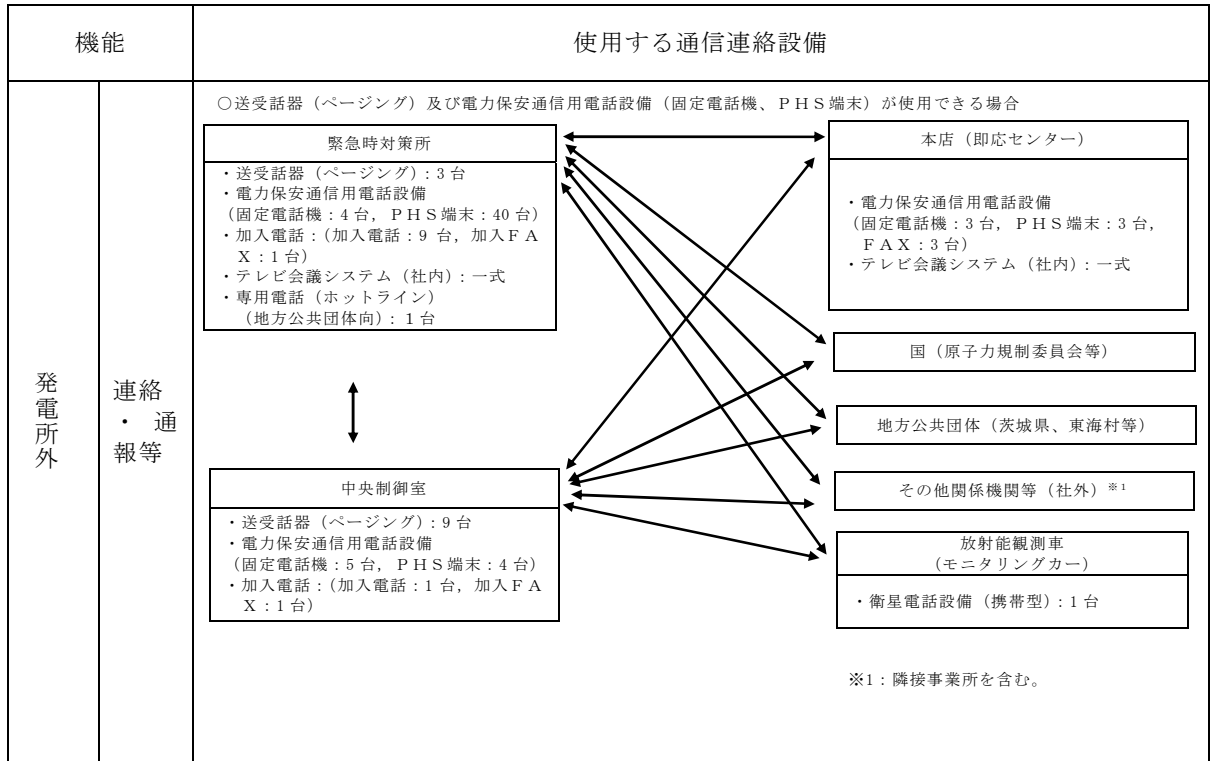 機能
使用する通信連絡設備
発電所外
連絡
・ 通
報等
○送受話器（ページング）及び電力保安通信用電話設備（固定電話機、ＰＨＳ端末）が使用できる場合
緊急時対策所
・送受話器（ページング）：3 台
・電力保安通信用電話設備
（固定電話機：4 台，ＰＨＳ端末：40 台）
・加入電話：（加入電話：9 台，加入ＦＡ
Ｘ：1 台）
・テレビ会議システム（社内）：一式
・専用電話（ホットライン）
（地方公共団体向）：１台
中央制御室
・送受話器（ページング）：9 台
・電力保安通信用電話設備
（固定電話機：5 台，ＰＨＳ端末：4 台）
・加入電話：（加入電話：1 台，加入ＦＡ
Ｘ：1 台）
本店（即応センター）
・電力保安通信用電話設備
（固定電話機：3 台，ＰＨＳ端末：3 台，
ＦＡＸ：3 台）
・テレビ会議システム（社内）：一式
国（原子力規制委員会等）
地方公共団体（茨城県、東海村等）
その他関係機関等（社外）※1
放射能観測車
（モニタリングカー）
・衛星電話設備（携帯型）：1 台
※1：隣接事業所を含む。